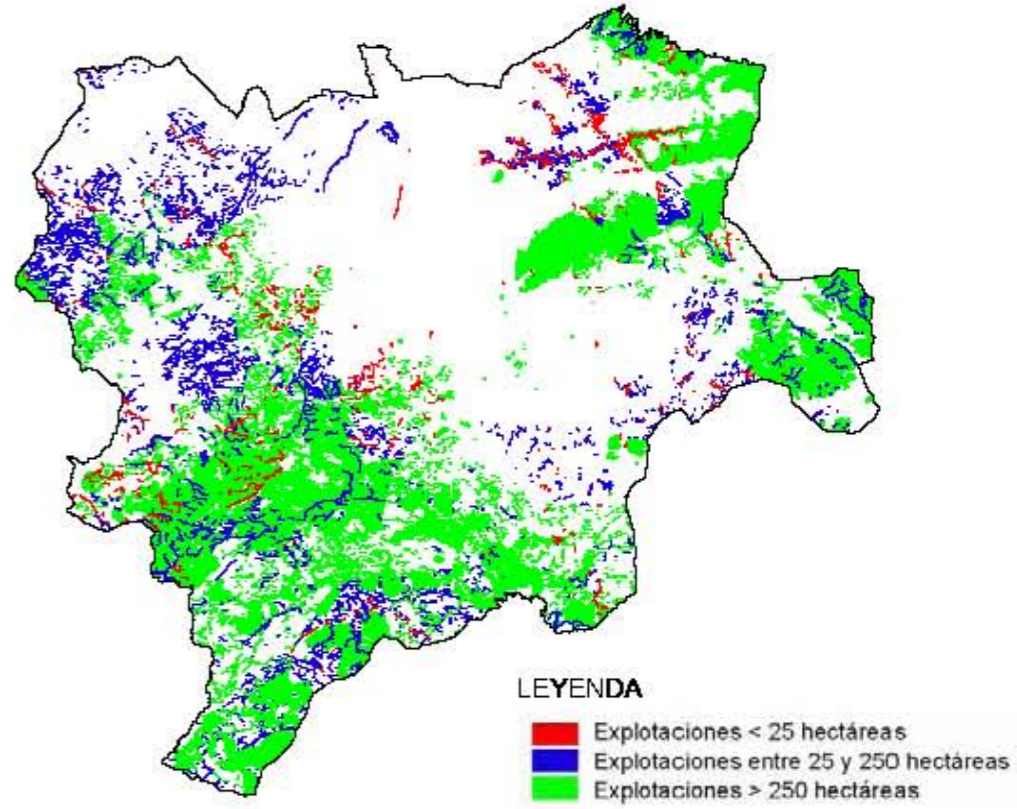 LEYENDA
Explotaciones < 25 hectáreas
Explotaciones entre 25 y 250 hectáreas
Explotaciones > 250 hectáreas